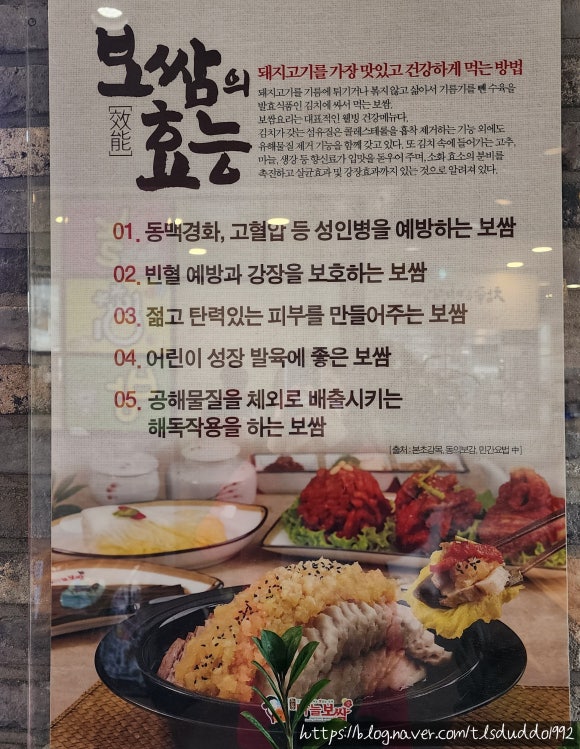 보쌈의
[效能]
효능
돼지고기를 가장 맛있고 건강하게 먹는 방법
돼지고기를 기름에 튀기거나 볶지 않고 삶아서 기름기를 뺀 수육을
발효식품인 김치에 싸서 먹는 보쌈.
보쌈요리는 대표적인 웰빙 건강메뉴다.
김치가 갖는 섬유질은 콜레스테롤을 흡착 제거하는 기능 외에도
유해물질 제거 기능을 함께 갖고 있다. 또 김치 속에 들어가는 고추,
마늘, 생강 등 향신료가 입맛을 돋우어 주며, 소화 효소의 분비를
촉진하고 살균효과 및 강장효과까지 있는 것으로 알려져 있다.
01. 동맥경화, 고혈압 등 성인병을 예방하는 보쌈
02. 빈혈 예방과 강장을 보호하는 보쌈
03. 젊고 탄력있는 피부를 만들어주는 보쌈
04. 어린이 성장 발육에 좋은 보쌈
05. 공해물질을 체외로 배출시키는
해독작용을 하는 보쌈
[출처 : 본초강목, 동의보감, 민간요법 中]
마늘보쌈
https://blog.naver.com/tlsduddl992